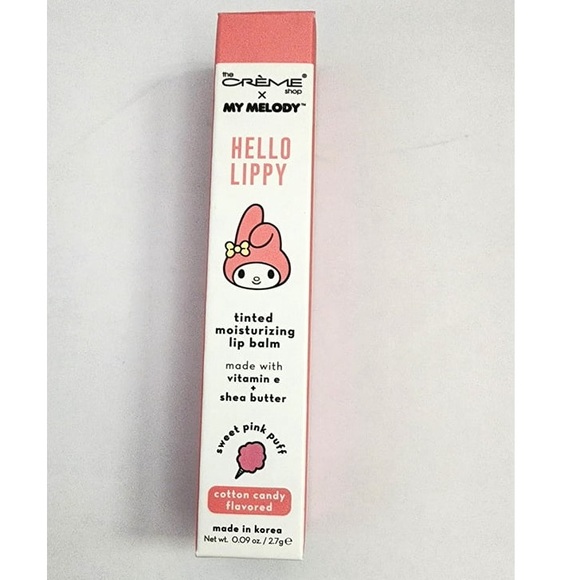 the
CRÈME®
shop
×
MY MELODY™
HELLO
LIPPY
tinted
moisturizing
lip balm
made with
vitamin e
+
shea butter
sweet pink puff
cotton candy
flavored
made in korea
Net wt. 0.09 oz. / 2.7g ℮